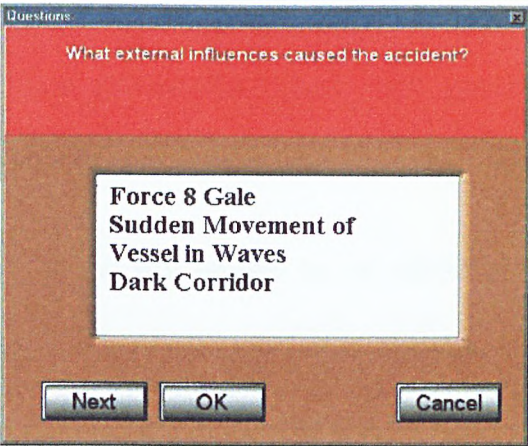 Questions
What external influences caused the accident?
Force 8 Gale
Sudden Movement of
Vessel in Waves
Dark Corridor
Next OK Cancel